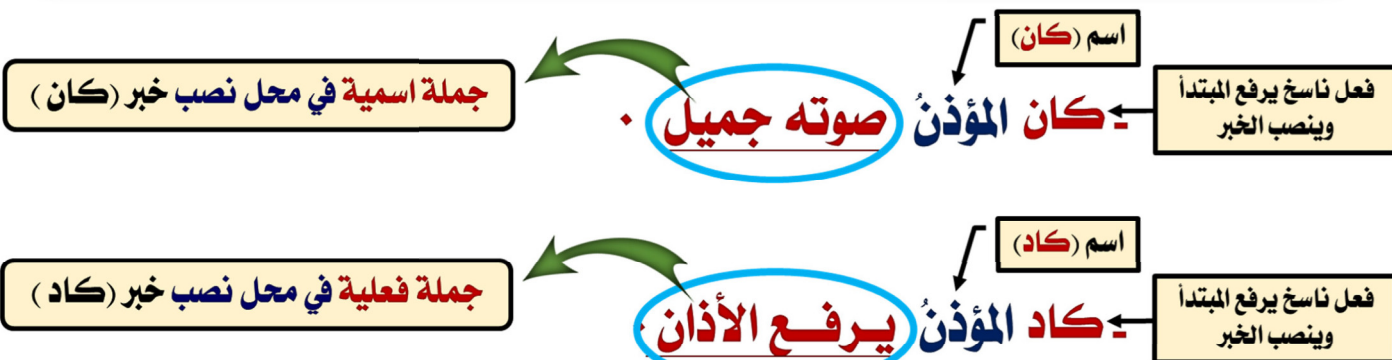 اسم (كان)
فعل ناسخ يرفع المبتدأ
وينصب الخبر
ـ كان المؤذنُ صوته جميل .
جملة اسمية في محل نصب خبر (كان )
اسم (كاد)
فعل ناسخ يرفع المبتدأ
وينصب الخبر
ـ كاد المؤذنُ يـرفـع الأذان .
جملة فعلية في محل نصب خبر (كاد )